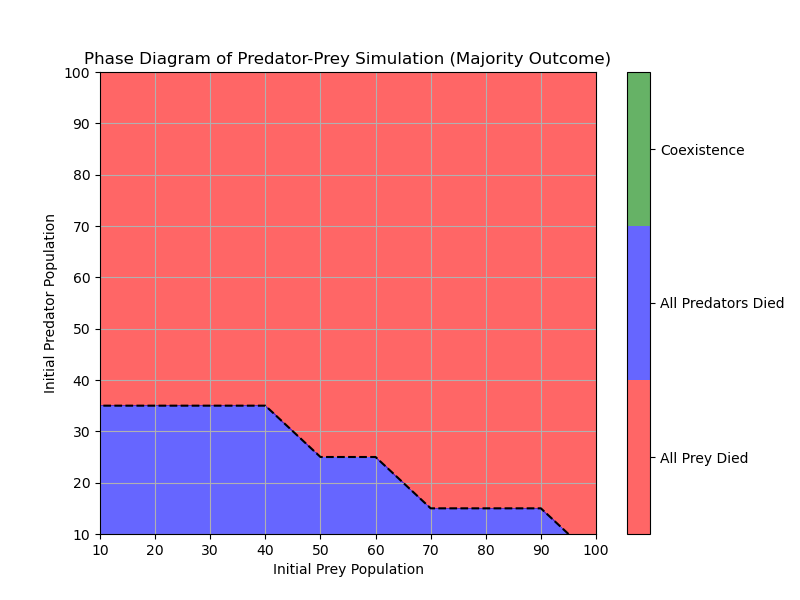 Phase Diagram of Predator-Prey Simulation (Majority Outcome)
100
90
80
70
60
50
40
30
20
10
Initial Predator Population
10 20 30 40 50 60 70 80 90 100
Initial Prey Population
Coexistence
All Predators Died
All Prey Died